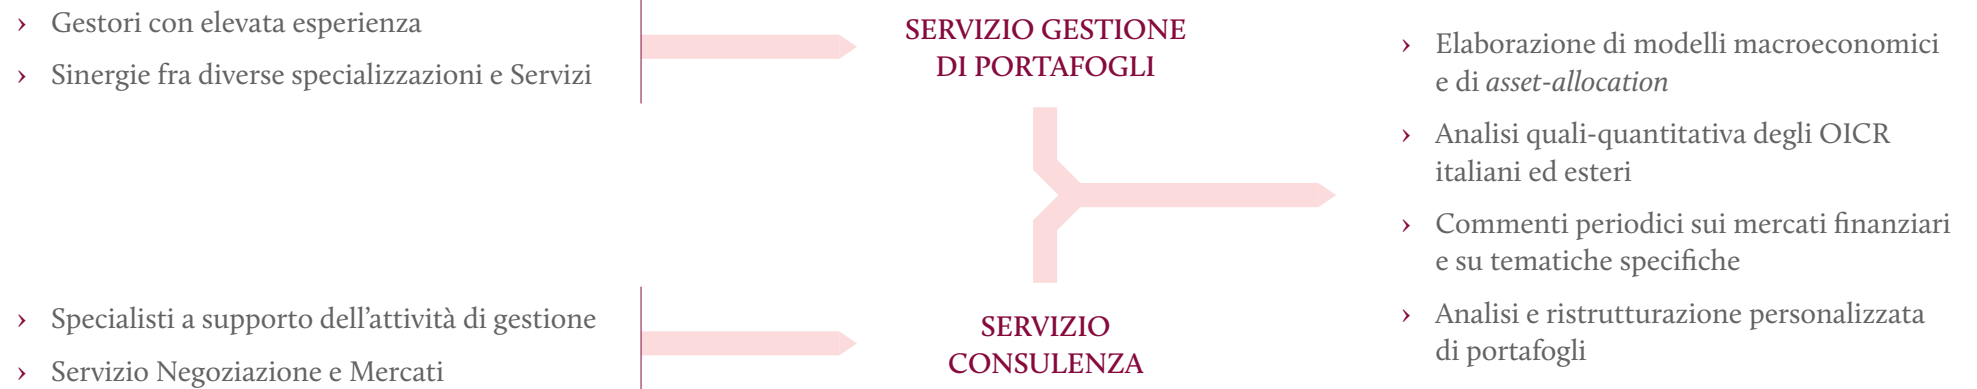 › Gestori con elevata esperienza
› Sinergie fra diverse specializzazioni e Servizi
SERVIZIO GESTIONE
DI PORTAFOGLI
› Specialisti a supporto dell’attività di gestione
› Servizio Negoziazione e Mercati
SERVIZIO
CONSULENZA
› Elaborazione di modelli macroeconomici
e di asset-allocation
› Analisi quali-quantitativa degli OICR
italiani ed esteri
› Commenti periodici sui mercati finanziari
e su tematiche specifiche
› Analisi e ristrutturazione personalizzata
di portafogli